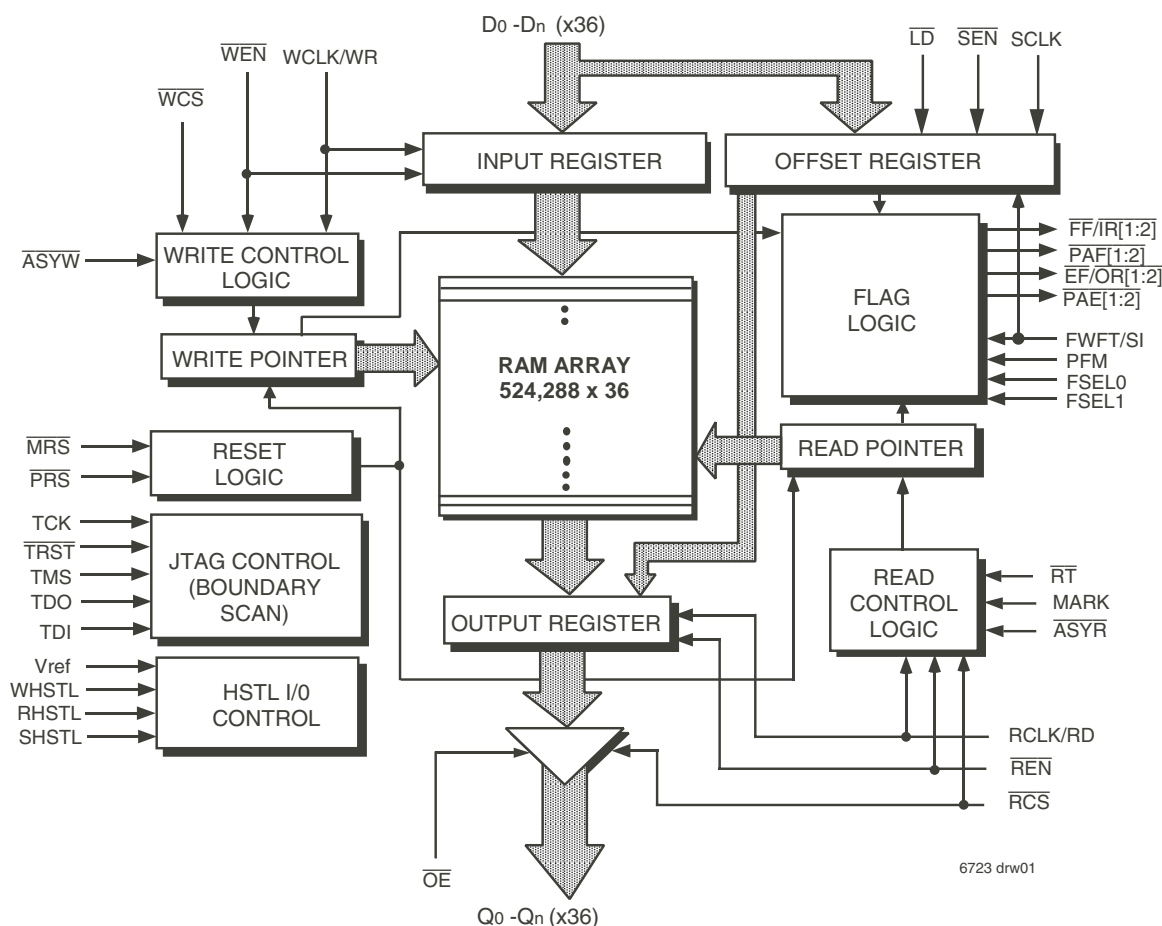 D0 -Dn (x36)
WEN
WCLK/WR
LD
SEN
SCLK
WCS
INPUT REGISTER
OFFSET REGISTER
ASYW
WRITE CONTROL
LOGIC
FF/IR[1:2]
PAF[1:2]
EF/OR[1:2]
PAE[1:2]
FLAG
LOGIC
WRITE POINTER
RAM ARRAY
524,288 x 36
FWFT/SI
PFM
FSEL0
FSEL1
MRS
PRS
RESET
LOGIC
READ POINTER
TCK
TRST
TMS
TDO
TDI
JTAG CONTROL
(BOUNDARY
SCAN)
READ
CONTROL
LOGIC
RT
MARK
ASYR
OUTPUT REGISTER
Vref
WHSTL
RHSTL
SHSTL
HSTL I/0
CONTROL
RCLK/RD
REN
RCS
OE
6723 drw01
Q0 -Qn (x36)